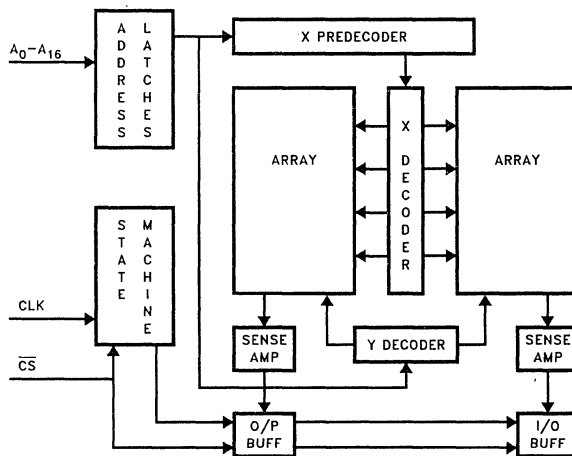 ADDRESS
LATCHES
X PREDECODER
A0–A16
ARRAY
X DECODER
ARRAY
STATE
MACHINE
CLK
SENSE
AMP
Y DECODER
SENSE
AMP
CS
O/P
BUFF
I/O
BUFF